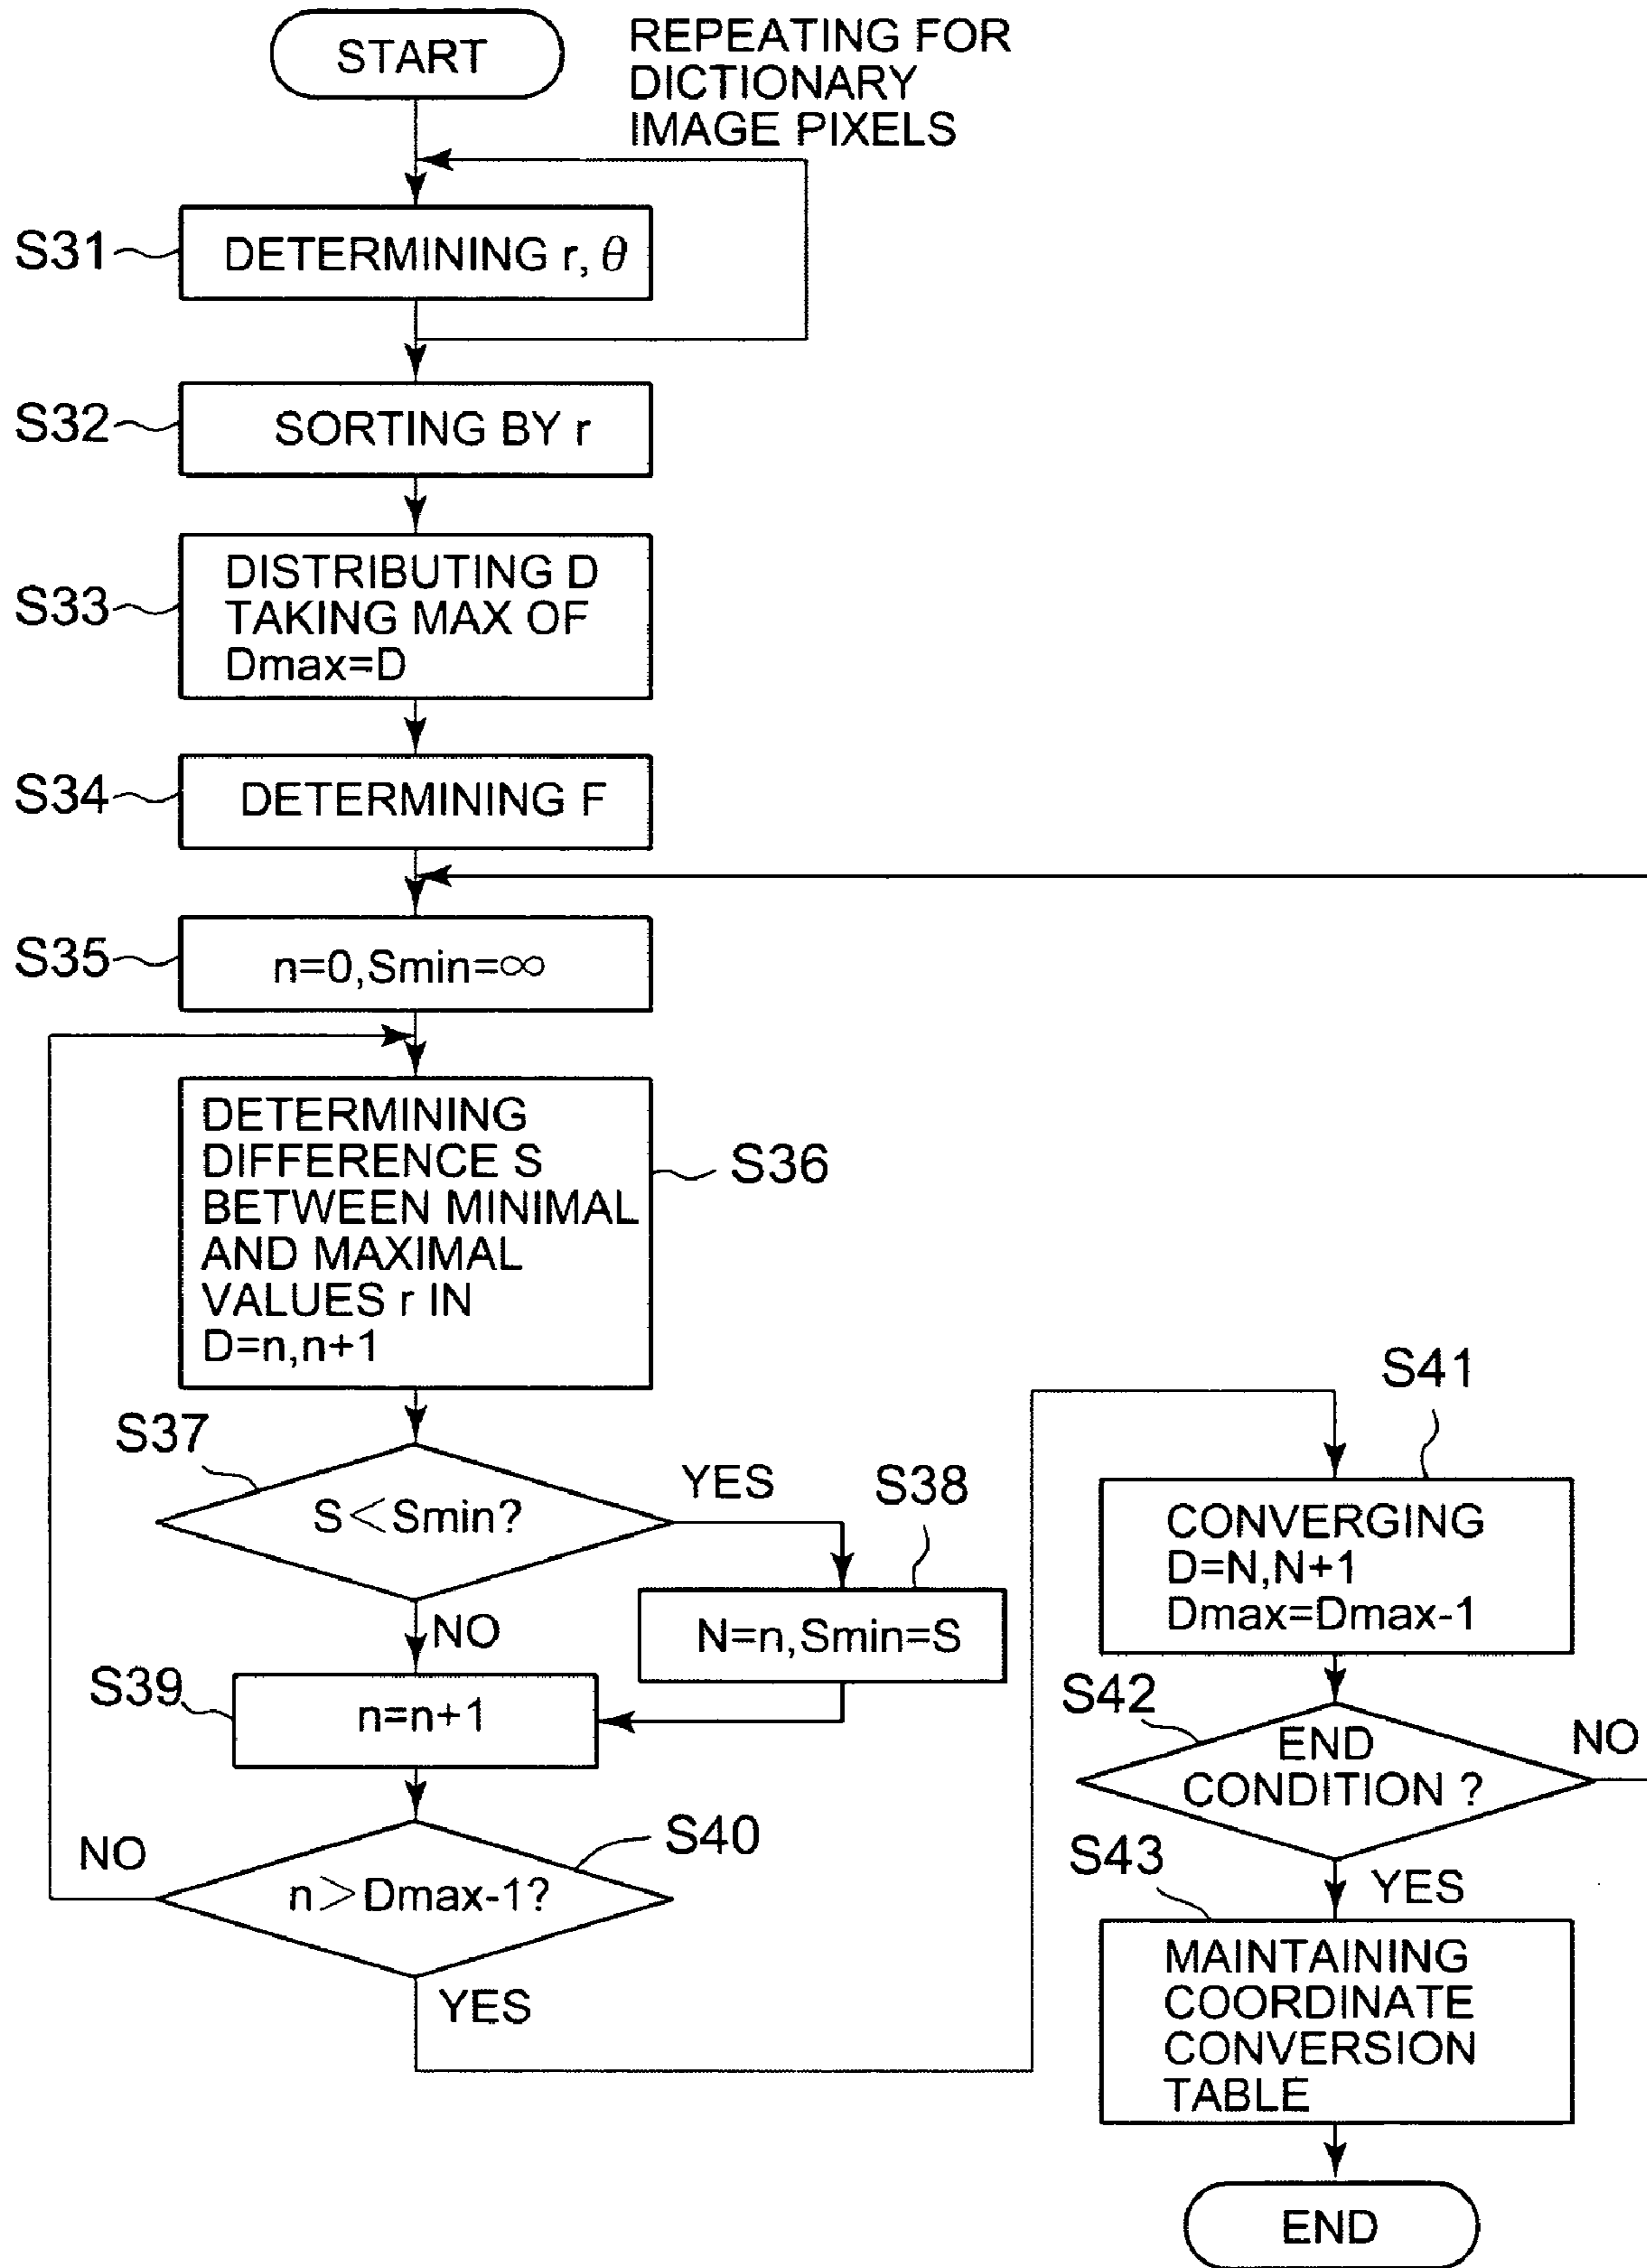 START
REPEATING FOR
DICTIONARY
IMAGE PIXELS
S31
DETERMINING r, θ
S32
SORTING BY r
S33
DISTRIBUTING D
TAKING MAX OF
Dmax=D
S34
DETERMINING F
S35
n=0,Smin=∞
S36
DETERMINING
DIFFERENCE S
BETWEEN MINIMAL
AND MAXIMAL
VALUES r IN
D=n,n+1
S37
S<Smin?
YES
NO
S38
N=n,Smin=S
S39
n=n+1
S40
n>Dmax-1?
NO
YES
S41
CONVERGING
D=N,N+1
Dmax=Dmax-1
S42
END
CONDITION ?
NO
YES
S43
MAINTAINING
COORDINATE
CONVERSION
TABLE
END